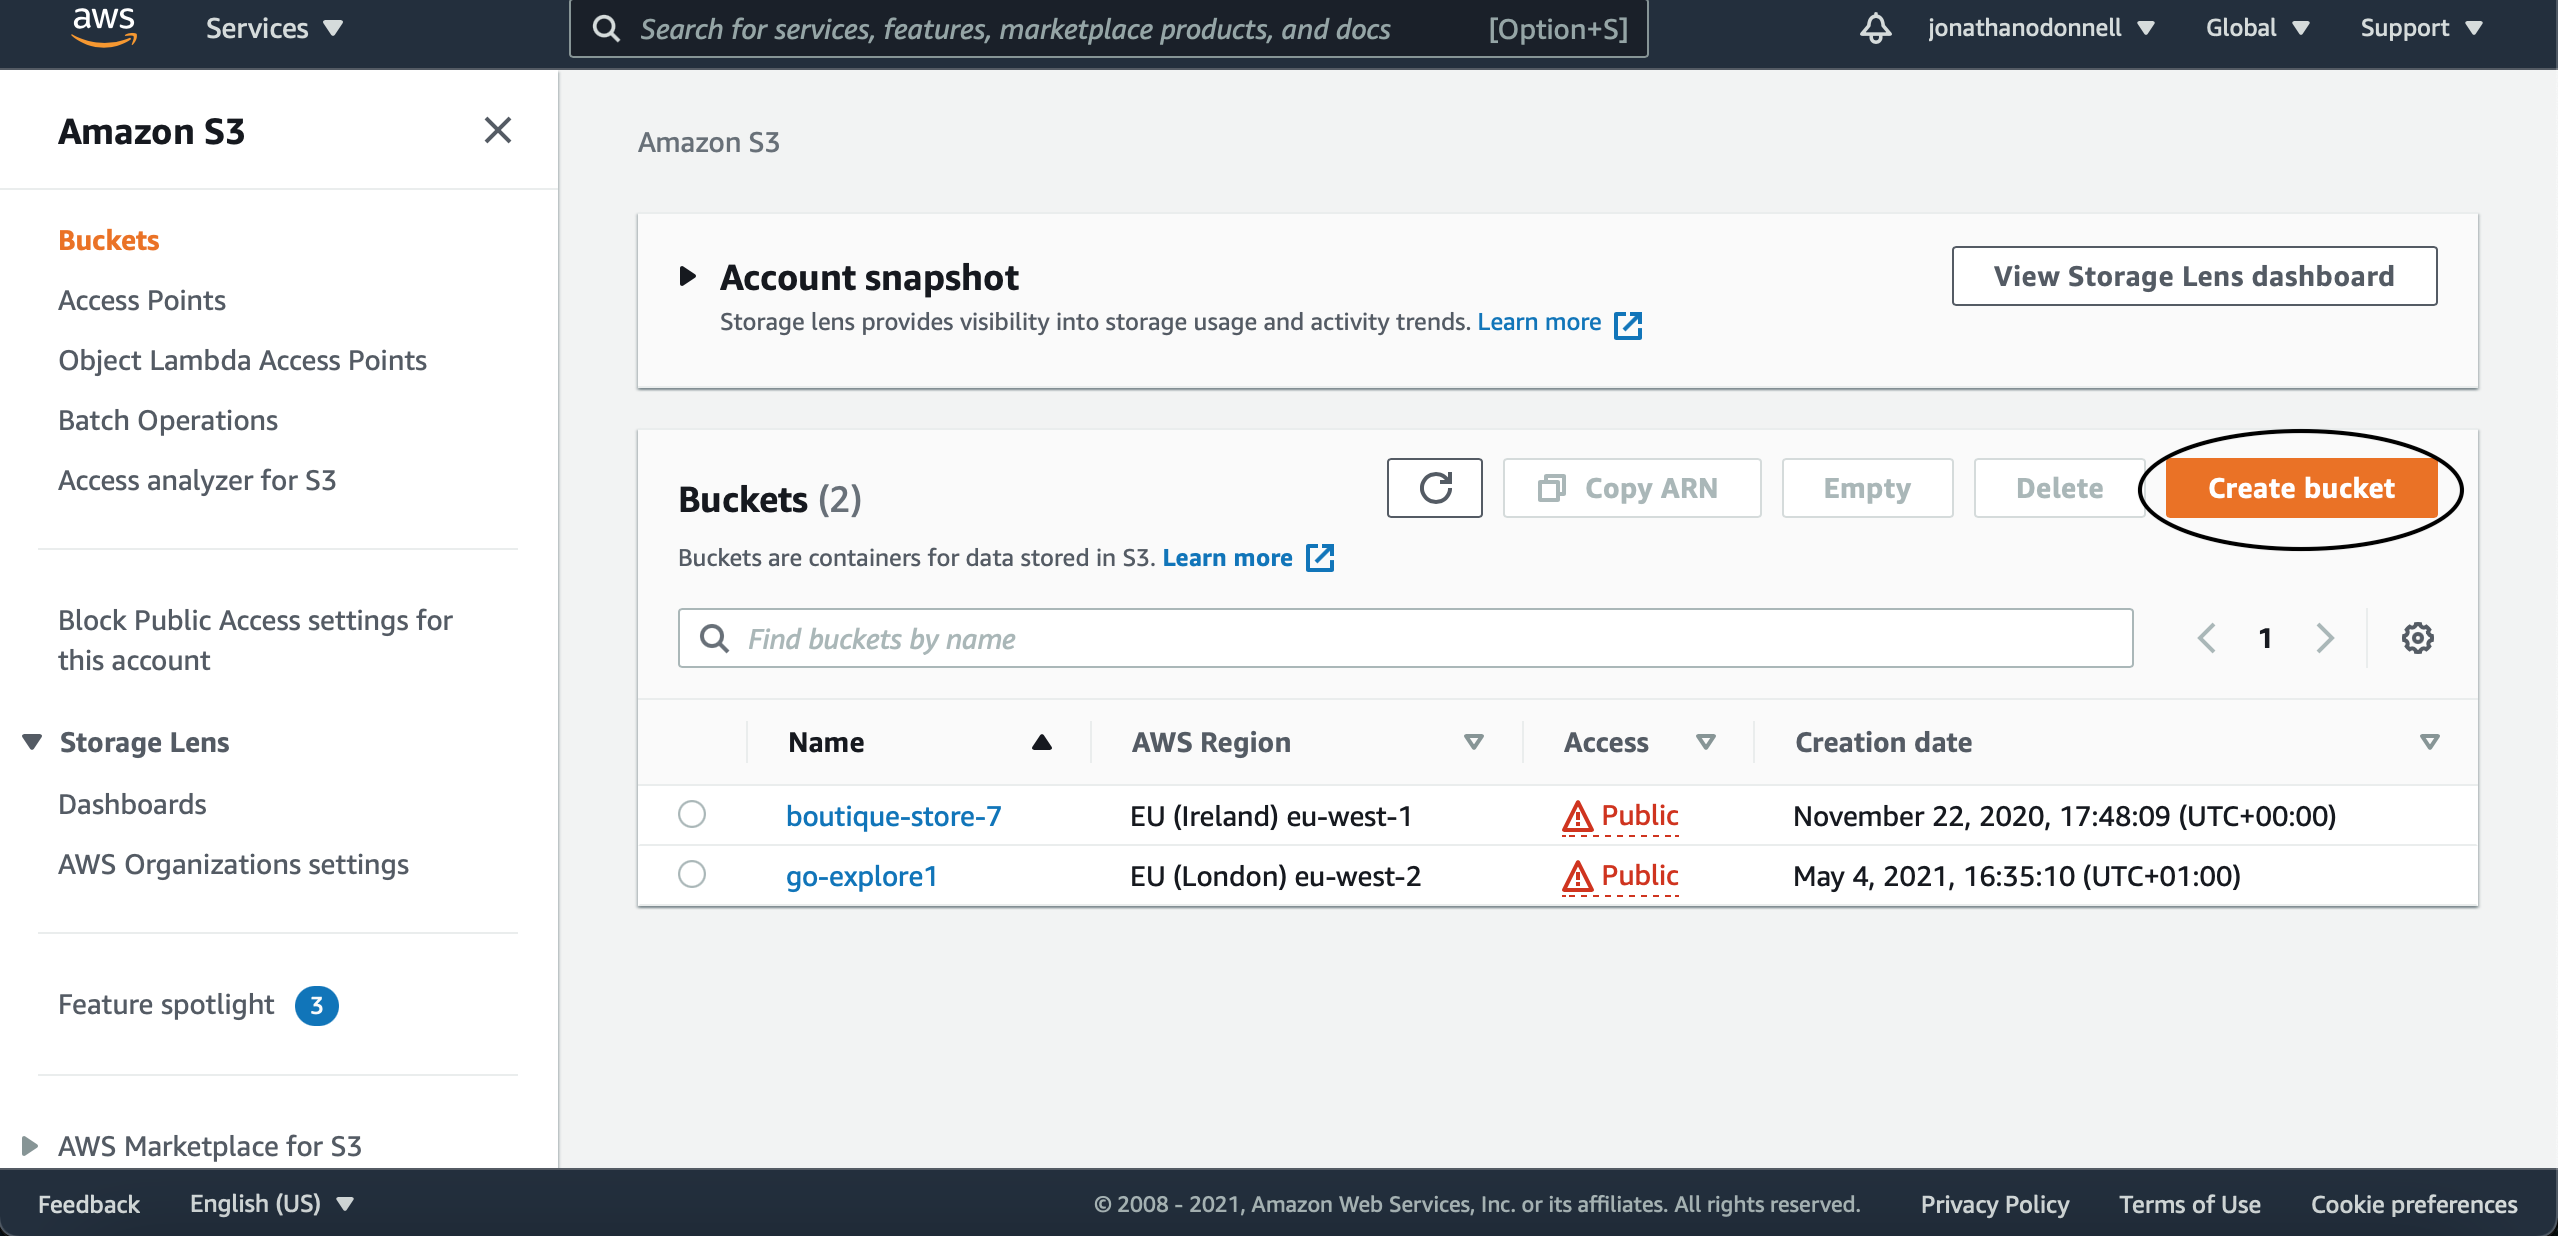 aws
Services
Search for services, features, marketplace products, and docs [Option+S]
jonathanodonnell
Global
Support
Amazon S3
Buckets
Access Points
Object Lambda Access Points
Batch Operations
Access analyzer for S3
Block Public Access settings for
this account
Storage Lens
Dashboards
AWS Organizations settings
Feature spotlight 3
AWS Marketplace for S3
Amazon S3
Account snapshot
Storage lens provides visibility into storage usage and activity trends. Learn more
View Storage Lens dashboard
Buckets (2)
Copy ARN
Empty
Delete
Create bucket
Buckets are containers for data stored in S3. Learn more
Find buckets by name
1
Name AWS Region Access Creation date
boutique-store-7 EU (Ireland) eu-west-1 Public November 22, 2020, 17:48:09 (UTC+00:00)
go-explore1 EU (London) eu-west-2 Public May 4, 2021, 16:35:10 (UTC+01:00)
Feedback English (US) © 2008 - 2021, Amazon Web Services, Inc. or its affiliates. All rights reserved. Privacy Policy Terms of Use Cookie preferences